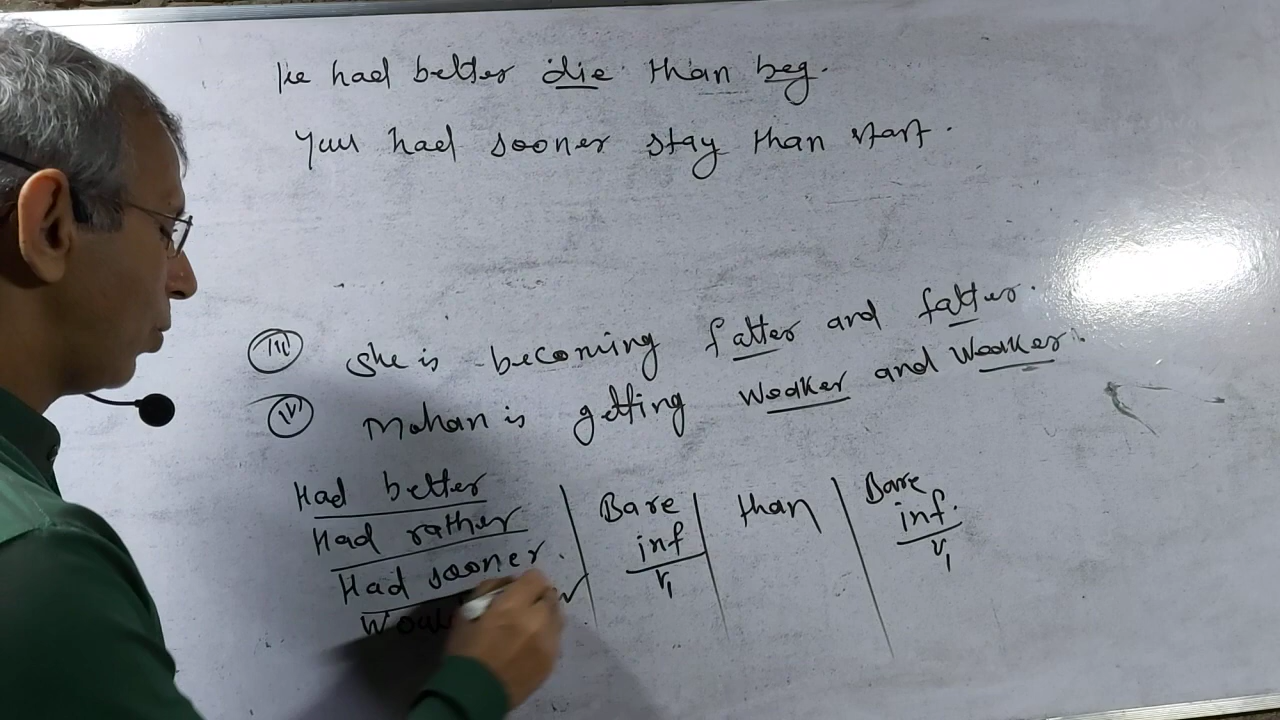 He had better die than beg.
You had sooner stay than start.
(III) She is becoming fatter and fatter.
(IV) Mohan is getting Weaker and Weaker.
Had better
Had rather
Had sooner.
Bare
inf
V1
than
Bare
inf.
V1